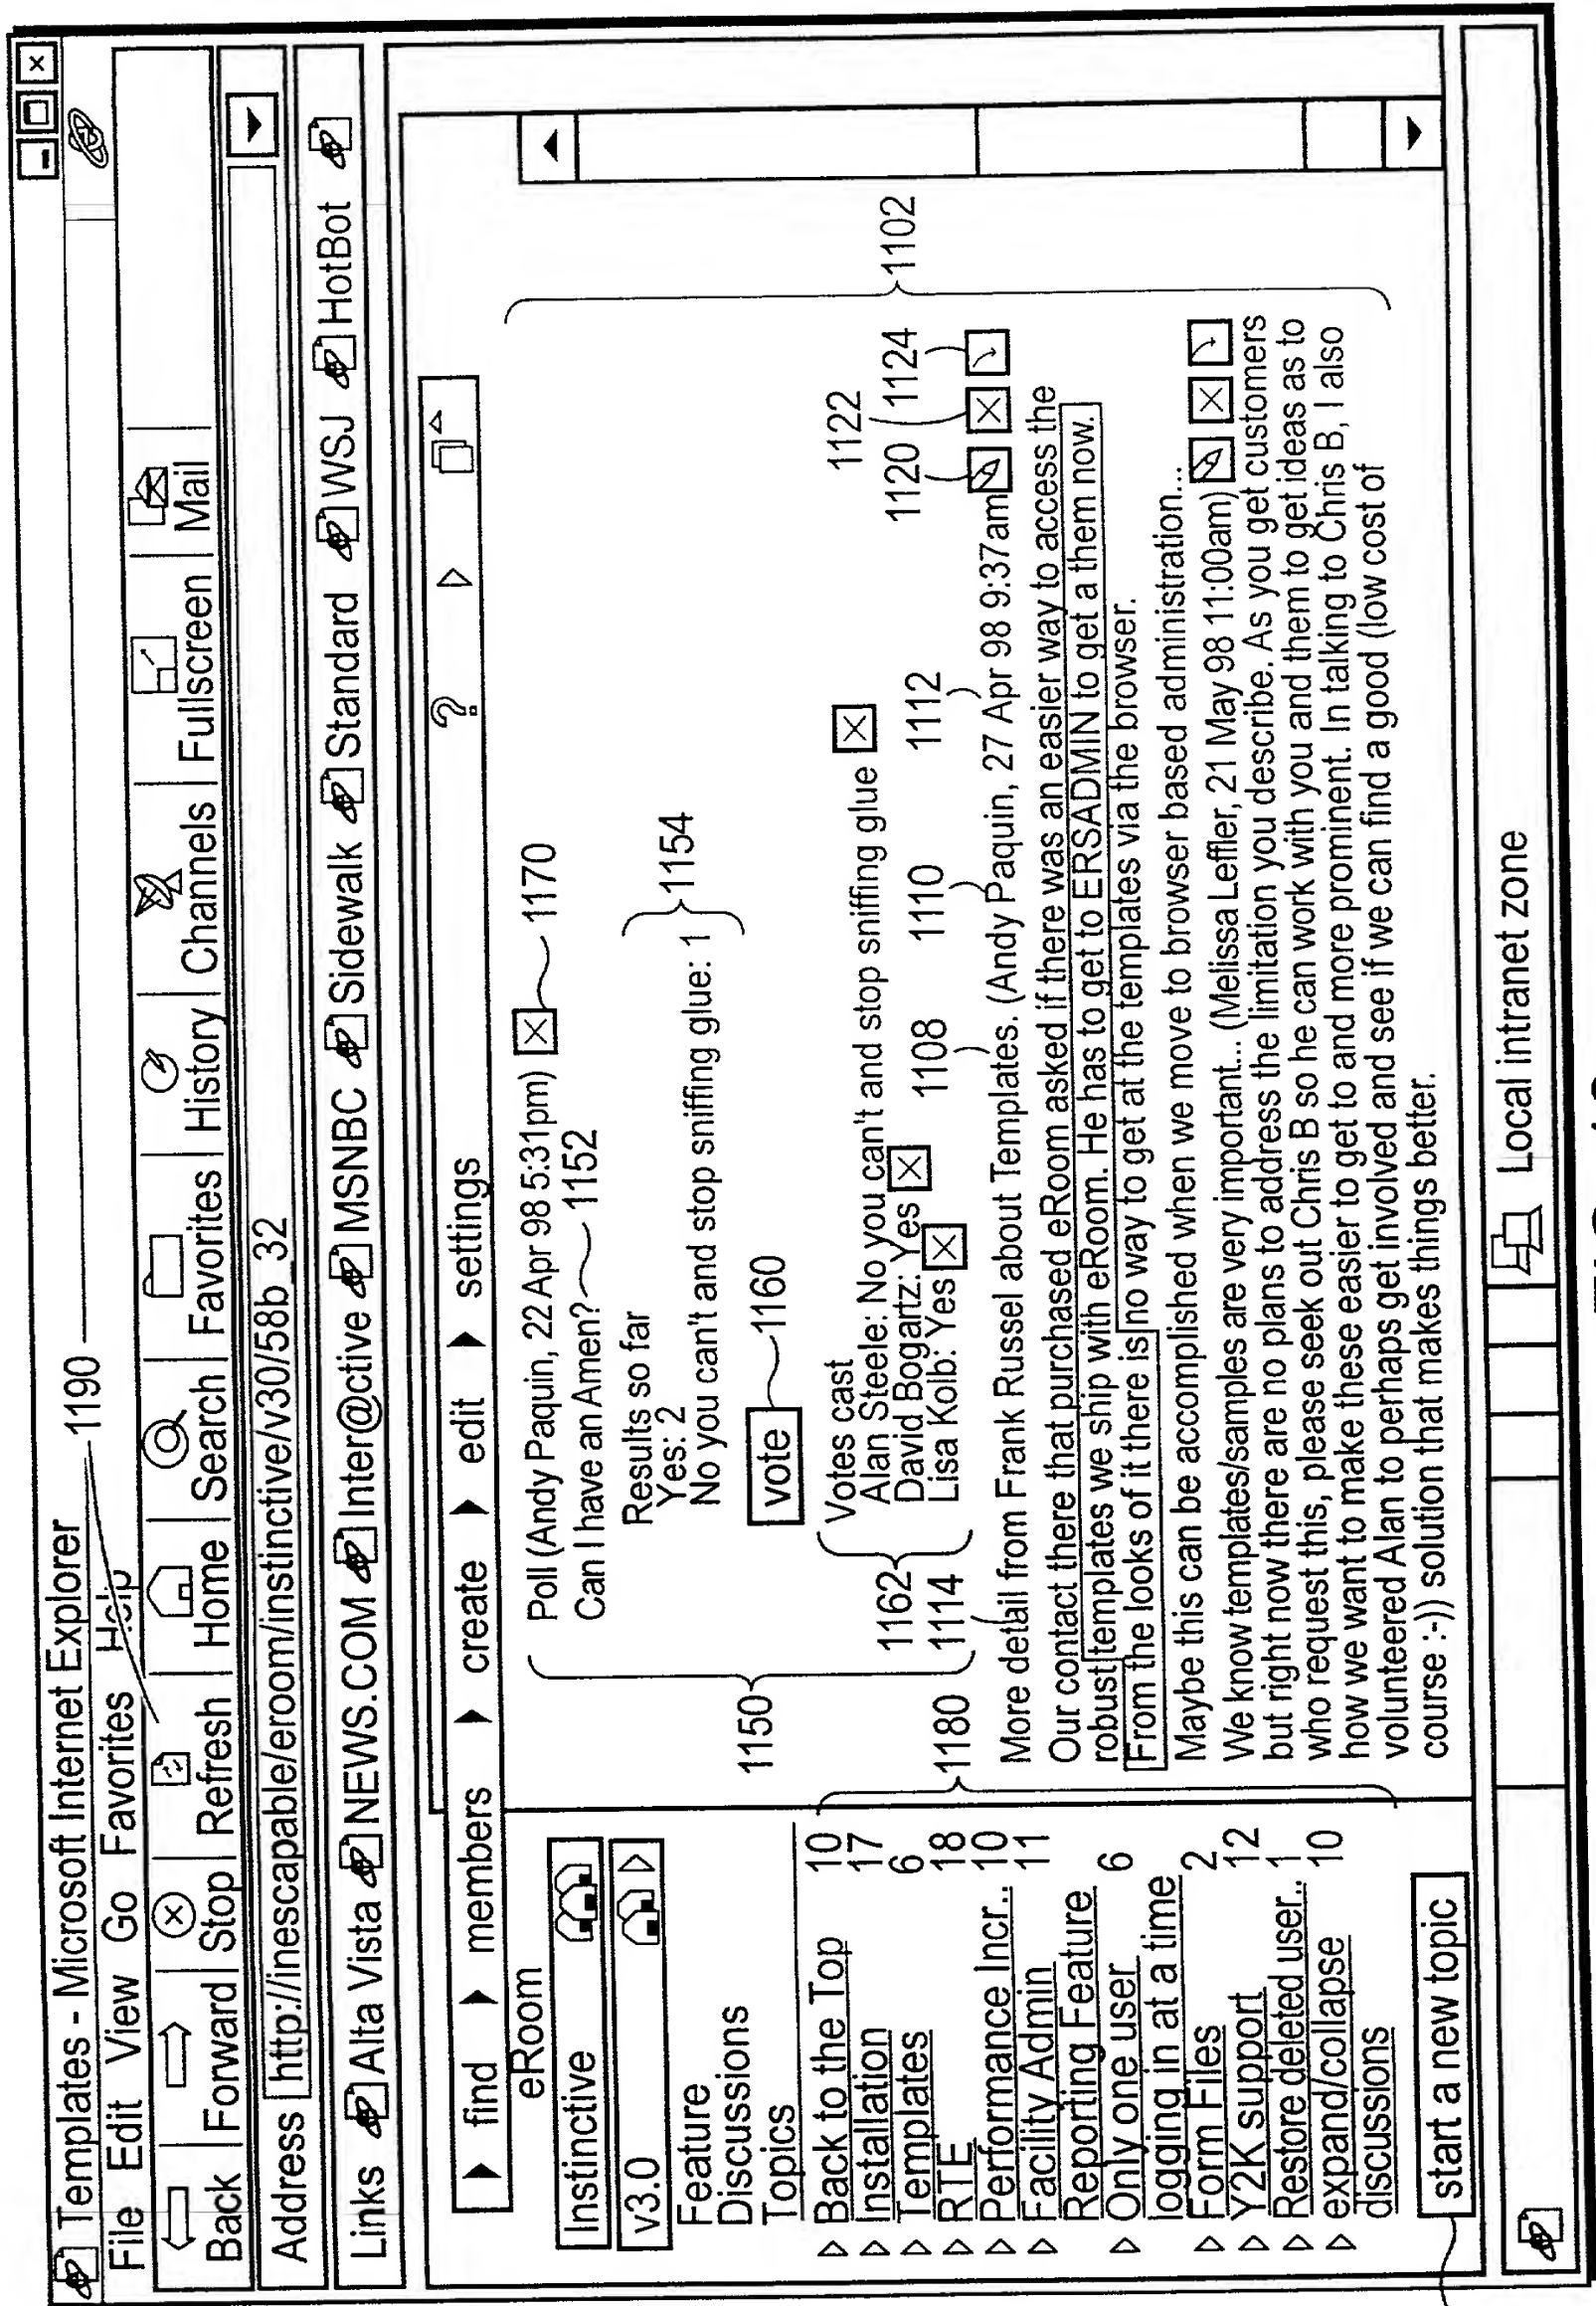 Templates - Microsoft Internet Explorer
1190
File Edit View Go Favorites Help
Back Forward Stop Refresh Home Search Favorites History Channels Fullscreen Mail
Address http://inescapable/eroom/instinctive/v30/58b_32
Links Alta Vista NEWS.COM Inter@ctive MSNBC Sidewalk Standard WSJ HotBot
find members create edit settings ?
eRoom
Instinctive
v3.0
Feature
Discussions
Topics
Back to the Top 10
Installation 17
Templates 6
RTE 18
Performance Incr.. 10
Facility Admin 11
Reporting Feature
Only one user 6
logging in at a time
Form Files 2
Y2K support 12
Restore deleted user.. 1
expand/collapse 10
discussions
start a new topic
1180
1150
Poll (Andy Paquin, 22 Apr 98 5:31pm) 1170
Can I have an Amen? 1152
Results so far
Yes: 2
No you can't and stop sniffing glue: 1
1154
vote 1160
Votes cast
Alan Steele: No you can't and stop sniffing glue
David Bogartz: Yes
Lisa Kolb: Yes
1162
1114
1108
1110
1112
1120
1122
1124
1102
More detail from Frank Russel about Templates. (Andy Paquin, 27 Apr 98 9:37am
Our contact there that purchased eRoom asked if there was an easier way to access the
robust templates we ship with eRoom. He has to get to ERSADMIN to get a them now.
From the looks of it there is no way to get at the templates via the browser.
Maybe this can be accomplished when we move to browser based administration...
We know templates/samples are very important... (Melissa Leffler, 21 May 98 11:00am)
but right now there are no plans to address the limitation you describe. As you get customers
who request this, please seek out Chris B so he can work with you and them to get ideas as to
how we want to make these easier to get to and more prominent. In talking to Chris B, I also
volunteered Alan to perhaps get involved and see if we can find a good (low cost of
course :-)) solution that makes things better.
Local intranet zone